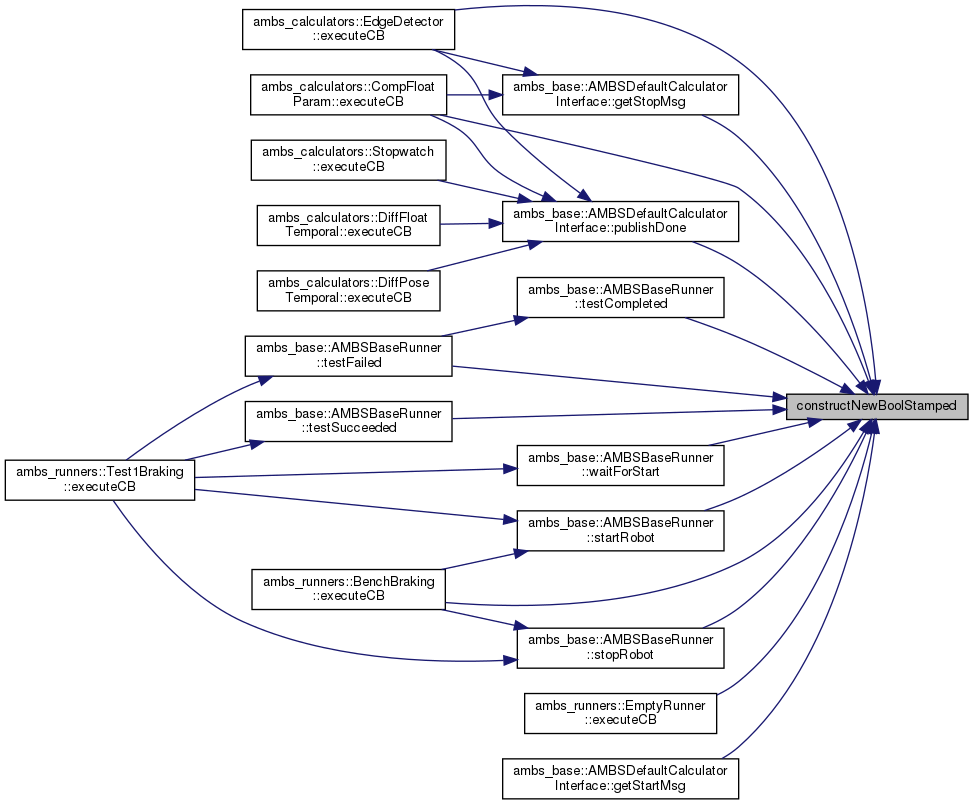 ambs_calculators::EdgeDetector
::executeCB
ambs_calculators::CompFloat
Param::executeCB
ambs_base::AMBSDefaultCalculator
Interface::getStopMsg
ambs_calculators::Stopwatch
::executeCB
ambs_calculators::DiffFloat
Temporal::executeCB
ambs_base::AMBSDefaultCalculator
Interface::publishDone
ambs_calculators::DiffPose
Temporal::executeCB
ambs_base::AMBSBaseRunner
::testCompleted
ambs_base::AMBSBaseRunner
::testFailed
constructNewBoolStamped
ambs_base::AMBSBaseRunner
::testSucceeded
ambs_runners::Test1Braking
::executeCB
ambs_base::AMBSBaseRunner
::waitForStart
ambs_base::AMBSBaseRunner
::startRobot
ambs_runners::BenchBraking
::executeCB
ambs_base::AMBSBaseRunner
::stopRobot
ambs_runners::EmptyRunner
::executeCB
ambs_base::AMBSDefaultCalculator
Interface::getStartMsg